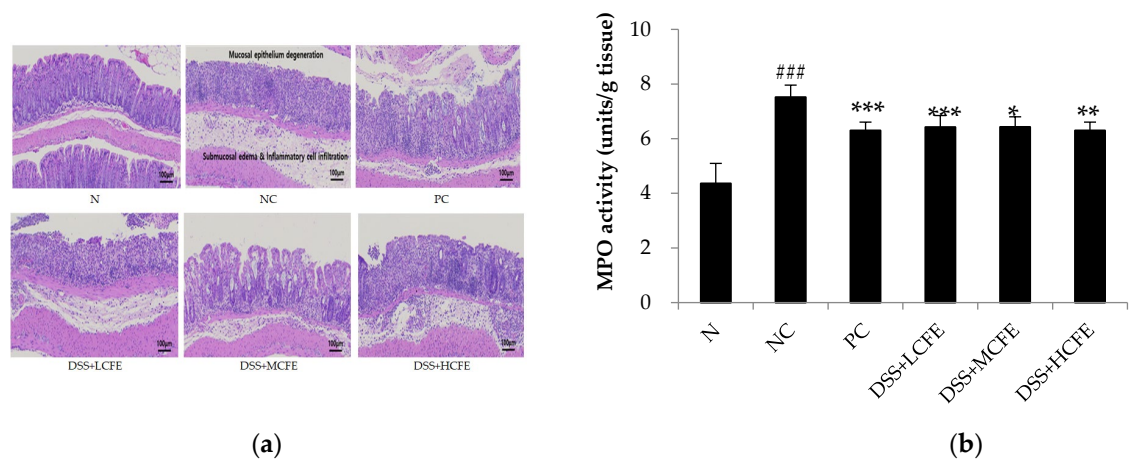 Mucosal epithelium degeneration
Submucosal edema & Inflammatory cell infiltration
100μm
100μm
100μm
N
NC
PC
100μm
100μm
100μm
DSS+LCFE
DSS+MCFE
DSS+HCFE
(a)
MPO activity (units/g tissue)
10
8
6
4
2
0
###
***
***
*
**
N
NC
PC
DSS+LCFE
DSS+MCFE
DSS+HCFE
(b)